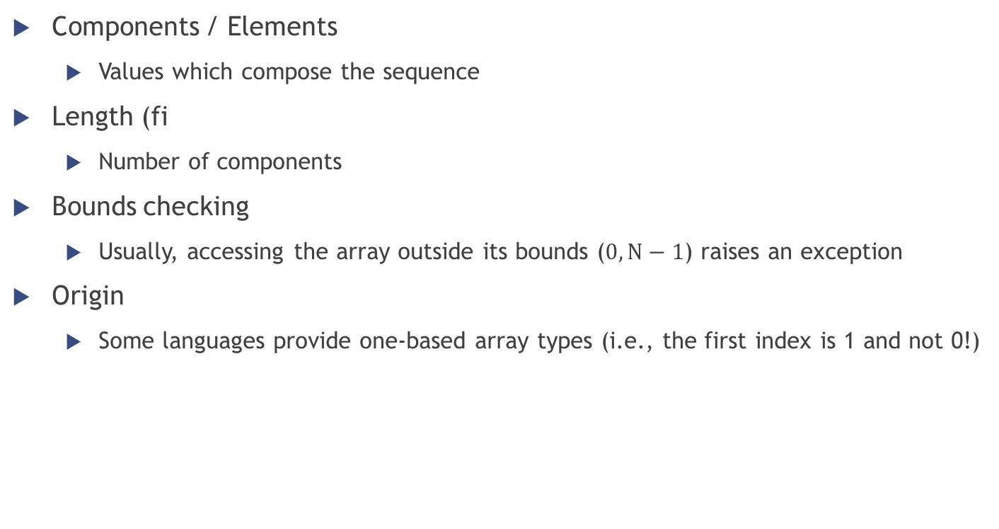 Components / Elements
Values which compose the sequence
Length (fi
Number of components
Bounds checking
Usually, accessing the array outside its bounds (0, N − 1) raises an exception
Origin
Some languages provide one-based array types (i.e., the first index is 1 and not 0!)